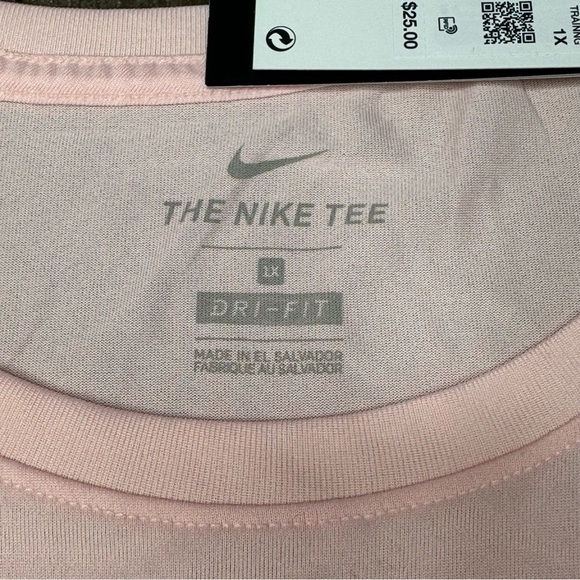 TRAINING
1X
$25.00
THE NIKE TEE
1X
DRI-FIT
MADE IN EL SALVADOR
FABRIQUE AU SALVADOR